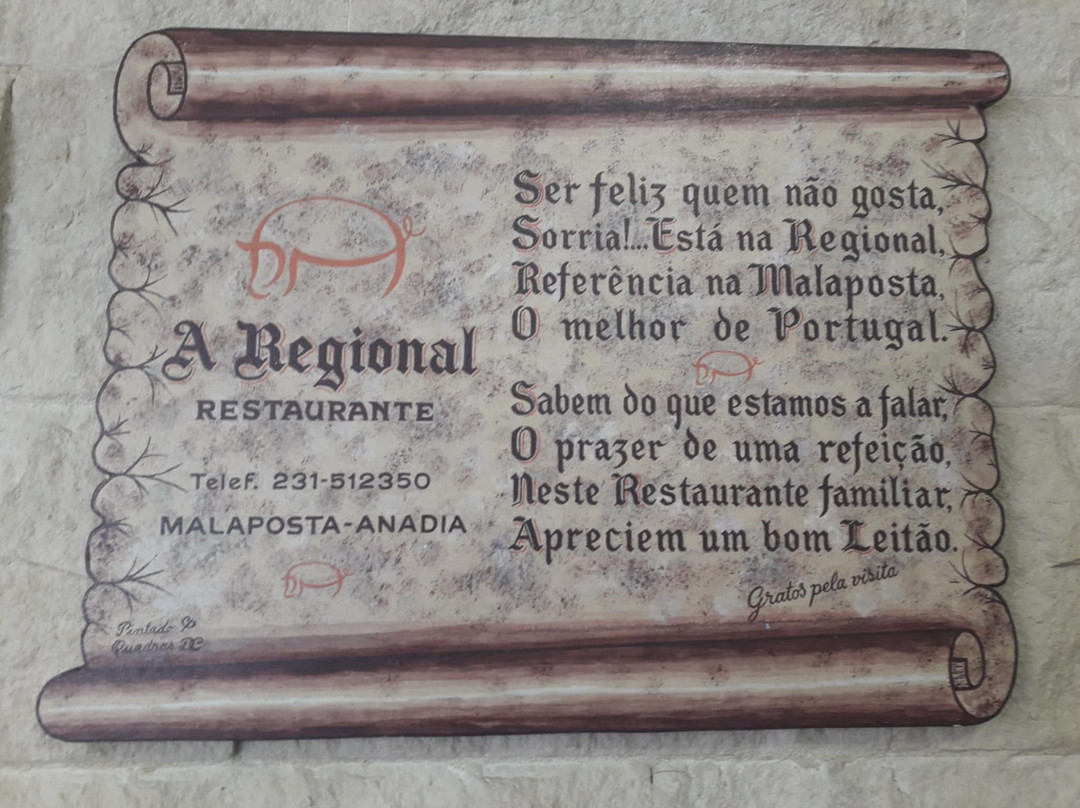 A Regional
RESTAURANTE
Telef. 231-512350
MALAPOSTA-ANADIA
Ser feliz quem não gosta,
Sorria!...Está na Regional,
Referência na Malaposta,
O melhor de Portugal.
Sabem do que estamos a falar,
O prazer de uma refeição,
Neste Restaurante familiar,
Apreciem um bom Leitão.
Gratos pela visita
Pintado
Quadros